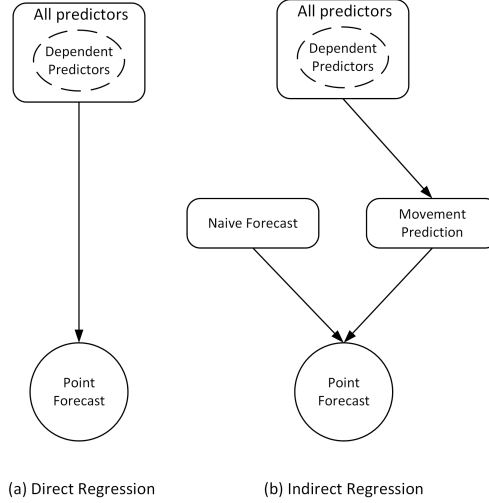 All predictors
Dependent
Predictors
Point
Forecast
(a) Direct Regression
All predictors
Dependent
Predictors
Naive Forecast
Movement
Prediction
Point
Forecast
(b) Indirect Regression